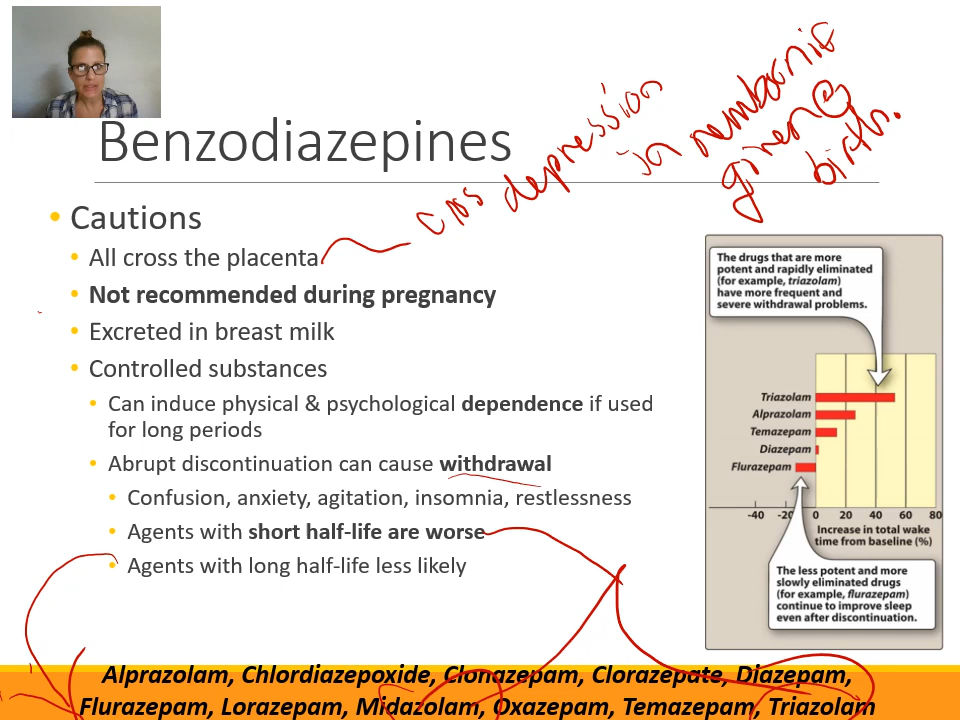 Benzodiazepines
cns depression
in newborns if
given @
birth.
• Cautions
• All cross the placenta
• Not recommended during pregnancy
• Excreted in breast milk
• Controlled substances
• Can induce physical & psychological dependence if used
for long periods
• Abrupt discontinuation can cause withdrawal
• Confusion, anxiety, agitation, insomnia, restlessness
• Agents with short half-life are worse
• Agents with long half-life less likely
The drugs that are more
potent and rapidly eliminated
(for example, triazolam)
have more frequent and
severe withdrawal problems.
Triazolam
Alprazolam
Temazepam
Diazepam
Flurazepam
-40 -20 0 20 40 60 80
Increase in total wake
time from baseline (%)
The less potent and more
slowly eliminated drugs
(for example, flurazepam)
continue to improve sleep
even after discontinuation.
Alprazolam, Chlordiazepoxide, Clonazepam, Clorazepate, Diazepam,
Flurazepam, Lorazepam, Midazolam, Oxazepam, Temazepam, Triazolam